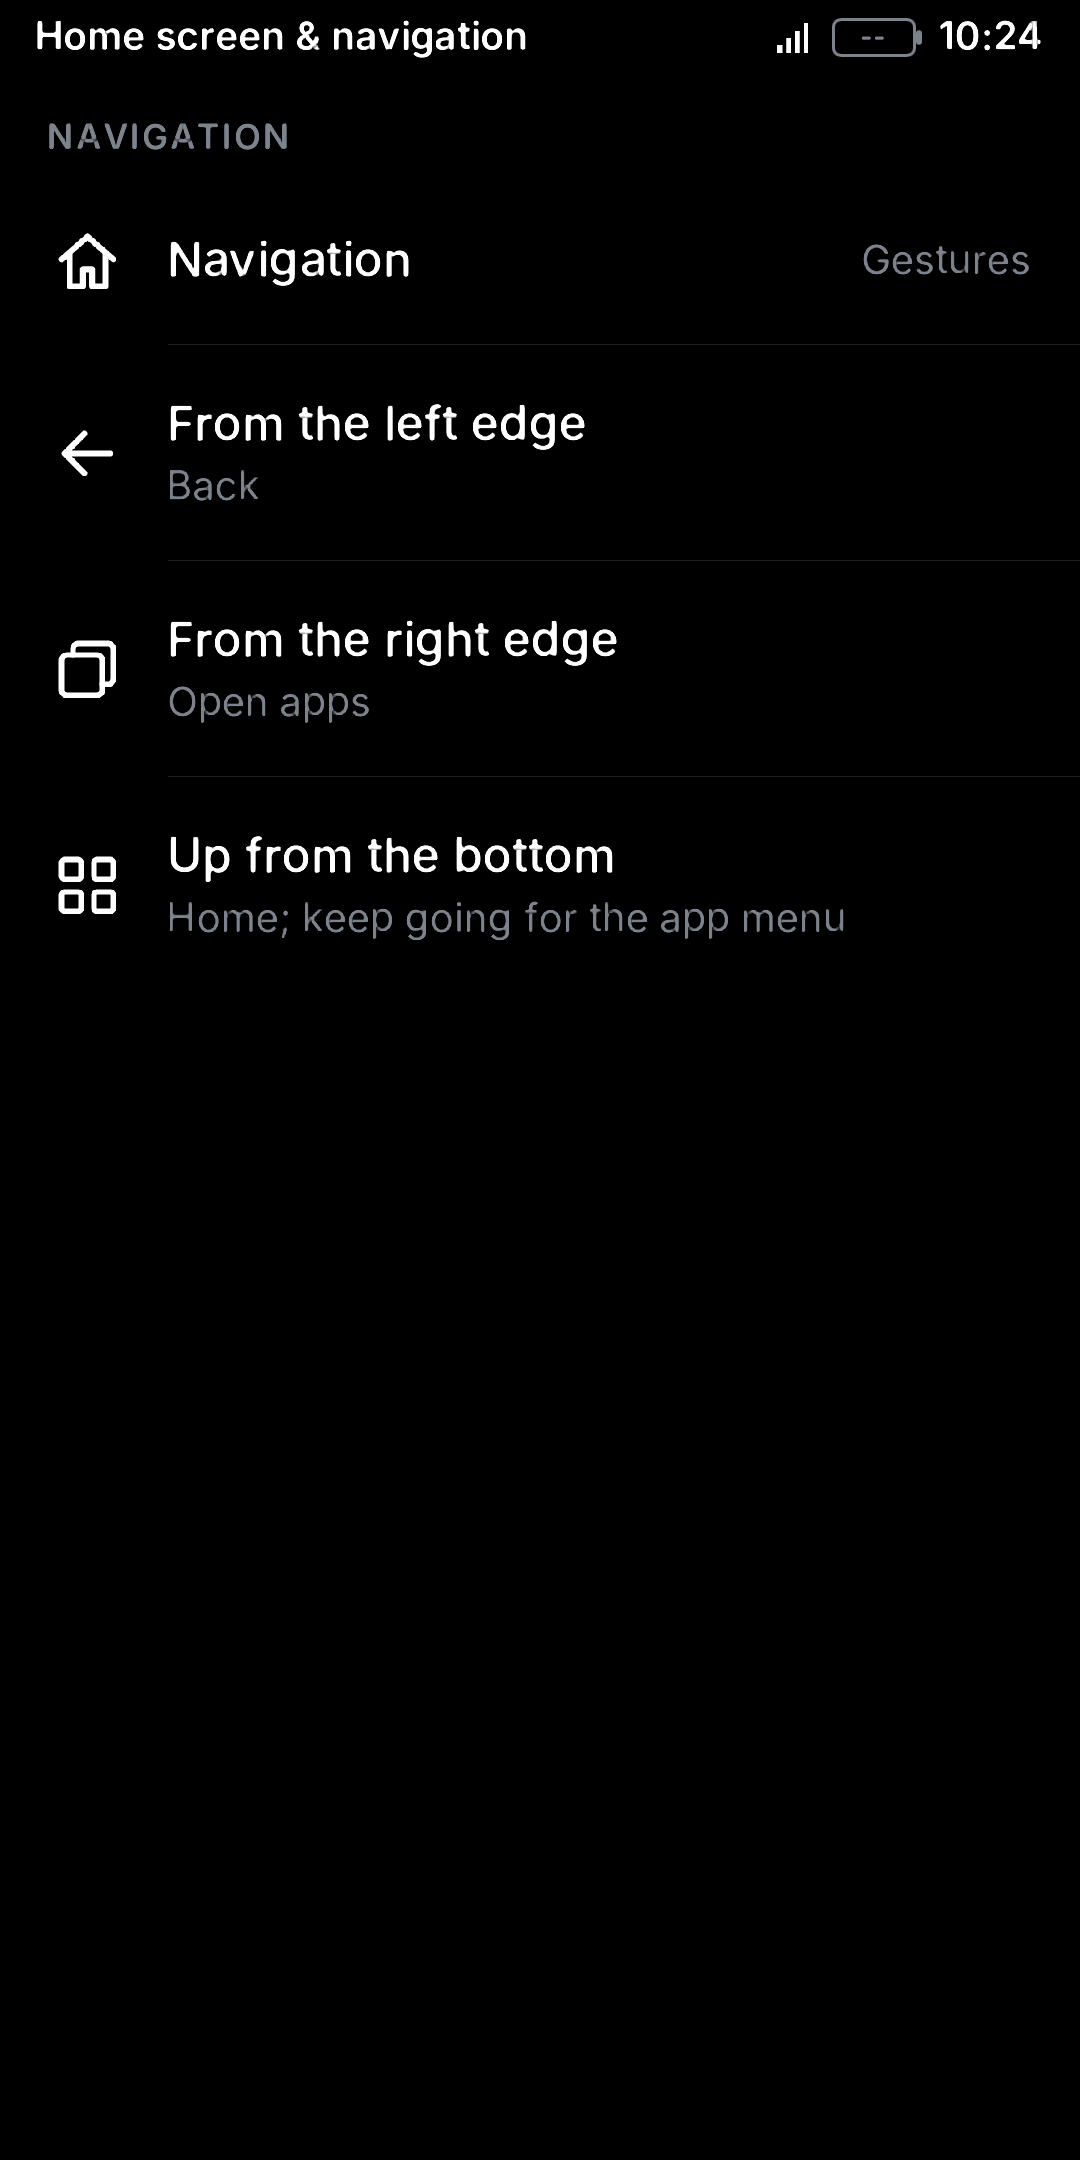 Home screen & navigation
-- 10:24
NAVIGATION
Navigation Gestures
From the left edge
Back
From the right edge
Open apps
Up from the bottom
Home; keep going for the app menu